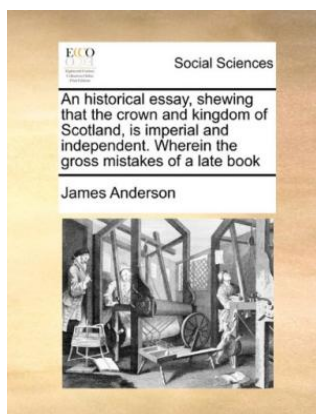 ECCO
Social Sciences
An historical essay, shewing
that the crown and kingdom of
Scotland, is imperial and
independent. Wherein the
gross mistakes of a late book
James Anderson